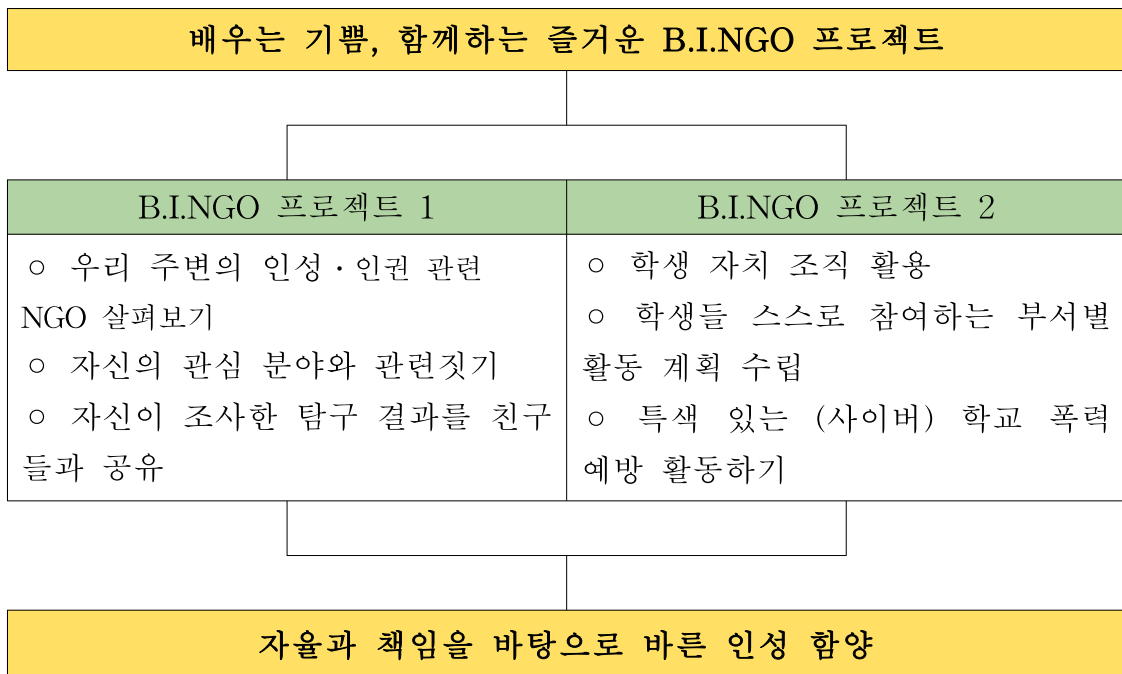 배우는 기쁨, 함께하는 즐거운 B.I.NGO 프로젝트
B.I.NGO 프로젝트 1
○ 우리 주변의 인성·인권 관련
NGO 살펴보기
○ 자신의 관심 분야와 관련짓기
○ 자신이 조사한 탐구 결과를 친구
들과 공유
B.I.NGO 프로젝트 2
○ 학생 자치 조직 활용
○ 학생들 스스로 참여하는 부서별
활동 계획 수립
○ 특색 있는 (사이버) 학교 폭력
예방 활동하기
자율과 책임을 바탕으로 바른 인성 함양